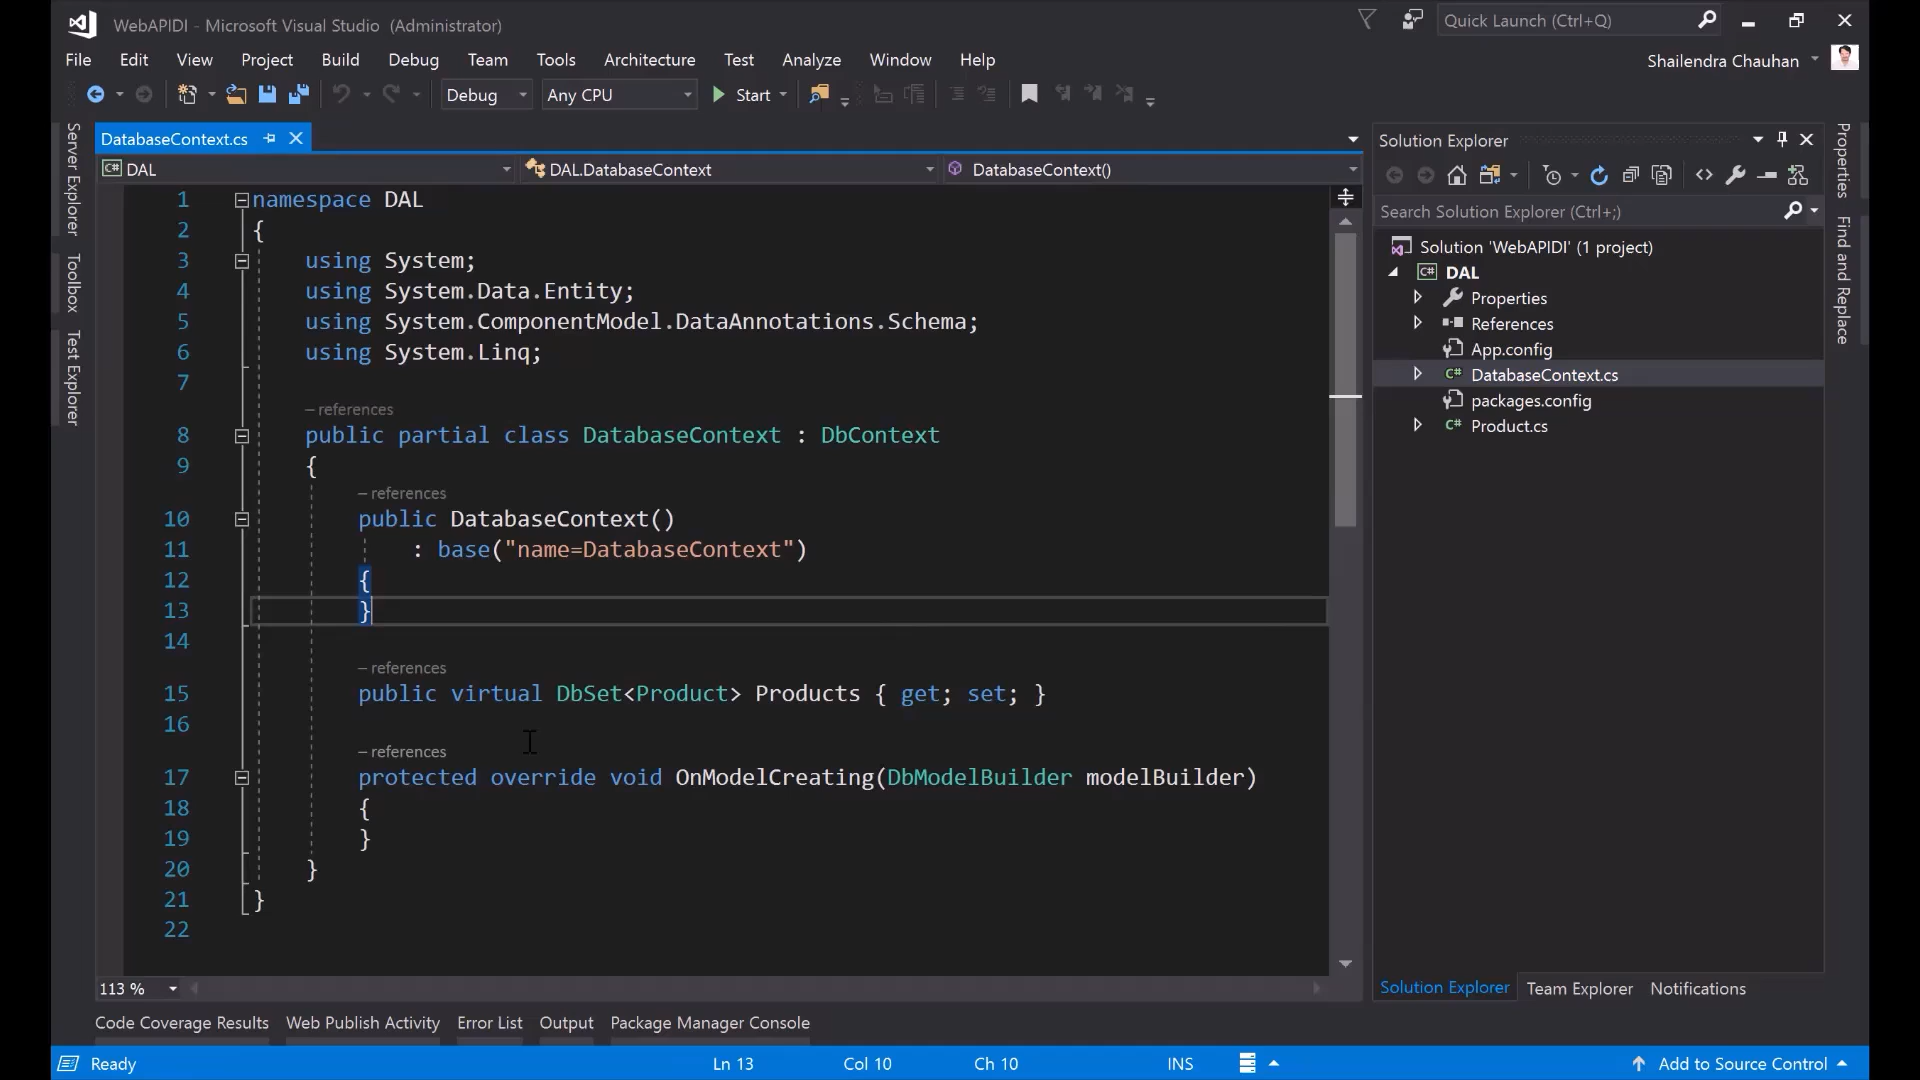 WebAPIDI - Microsoft Visual Studio (Administrator)
Quick Launch (Ctrl+Q)
File Edit View Project Build Debug Team Tools Architecture Test Analyze Window Help
Shailendra Chauhan
Debug Any CPU Start
Server Explorer
Toolbox
Test Explorer
DatabaseContext.cs
C# DAL DAL.DatabaseContext DatabaseContext()
1 namespace DAL
2 {
3 using System;
4 using System.Data.Entity;
5 using System.ComponentModel.DataAnnotations.Schema;
6 using System.Linq;
7
– references
8 public partial class DatabaseContext : DbContext
9 {
– references
10 public DatabaseContext()
11 : base("name=DatabaseContext")
12 {
13 }
14
– references
15 public virtual DbSet<Product> Products { get; set; }
16
– references
17 protected override void OnModelCreating(DbModelBuilder modelBuilder)
18 {
19 }
20 }
21 }
22
113 %
Solution Explorer
Search Solution Explorer (Ctrl+;)
Solution 'WebAPIDI' (1 project)
C# DAL
Properties
References
App.config
C# DatabaseContext.cs
packages.config
C# Product.cs
Solution Explorer Team Explorer Notifications
Properties
Find and Replace
Code Coverage Results Web Publish Activity Error List Output Package Manager Console
Ready Ln 13 Col 10 Ch 10 INS Add to Source Control